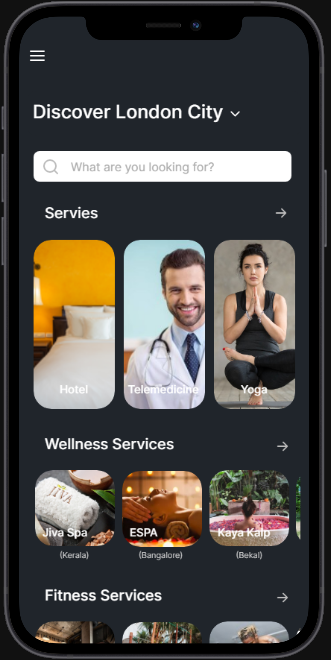 Discover London City
What are you looking for?
Servies
Hotel
Telemedicine
Yoga
Wellness Services
JIVA
Jiva Spa
ESPA
Kaya Kalp
(Kerala)
(Bangalore)
(Bekal)
Fitness Services